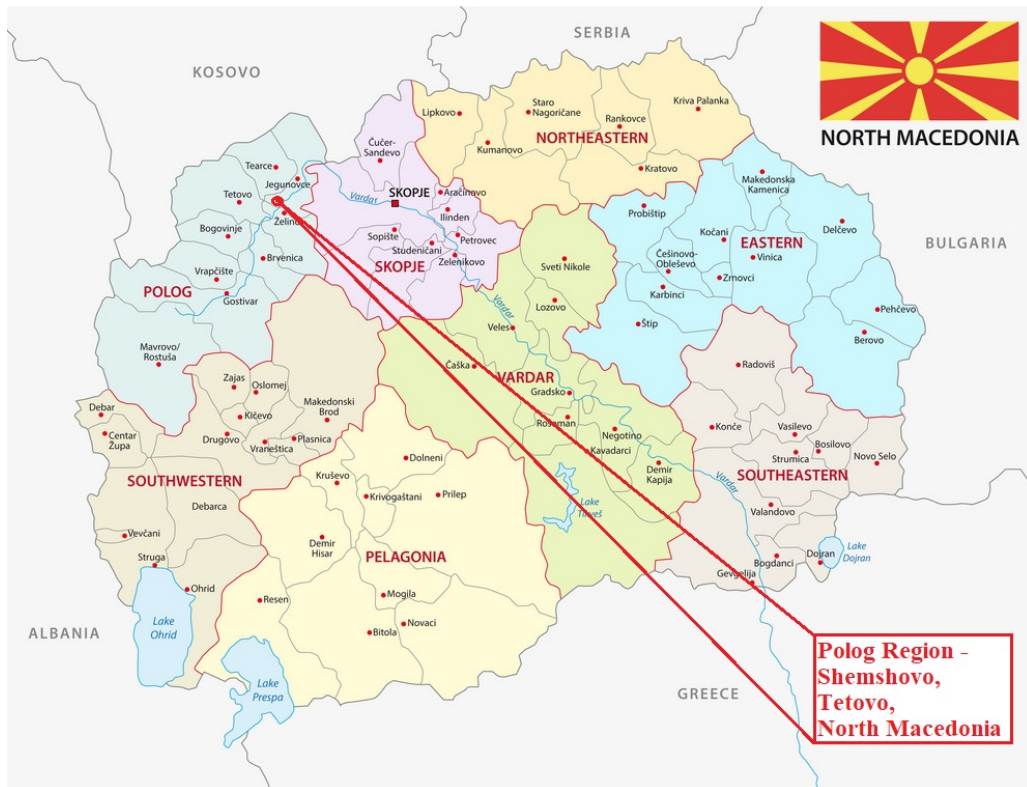 SERBIA
KOSOVO
NORTH MACEDONIA
Kriva Palanka
Staro
Nagoričane
Lipkovo
Rankovce
NORTHEASTERN
Kumanovo
Kratovo
Čučer-
Sandevo
Tearce
Jegunovce
Makedonska
Kamenica
SKOPJE
Aračinovo
Tetovo
Vardar
Probištip
Ilinden
Delčevo
Želino
Bogovinje
Sopište
Petrovec
Kočani
EASTERN
BULGARIA
Studeničani
Brvenica
Zelenikovo
Češinovo-
Obleševo
Vinica
Sveti Nikole
SKOPJE
Vrapčište
Zrnovci
POLOG
Gostivar
Karbinci
Lozovo
Vardar
Pehčevo
Štip
Veles
Berovo
Mavrovo/
Rostuša
Čaška
Radoviš
VARDAR
Zajas
Oslomej
Gradsko
Makedonski
Brod
Debar
Kičevo
Rosoman
Konče
Vasilevo
Centar
Župa
Drugovo
Plasnica
Negotino
Vraneštica
Kavadarci
Bosilovo
Strumica
Novo Selo
Dolneni
Demir
Kapija
Kruševo
SOUTHEASTERN
SOUTHWESTERN
Krivogaštani
Prilep
Vardar
Debarca
Lake
Tikveš
Valandovo
Vevčani
Demir
Hisar
PELAGONIA
Struga
Bogdanci
Dojran
Lake
Dojran
Gevgelija
Ohrid
Resen
Mogila
Lake
Ohrid
Novaci
Bitola
ALBANIA
Lake
Prespa
GREECE
Polog Region -
Shemshovo,
Tetovo,
North Macedonia